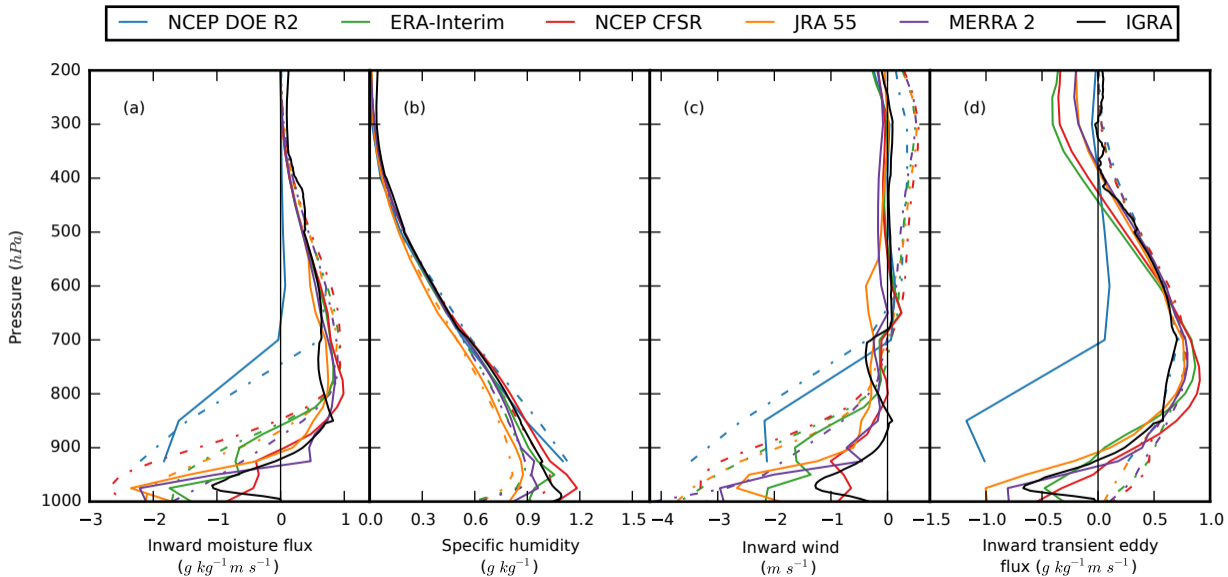 NCEP DOE R2 ERA-Interim NCEP CFSR JRA 55 MERRA 2 IGRA
(a) (b) (c) (d)
Pressure (hPa)
200
300
400
500
600
700
800
900
1000
−3 −2 −1 0 1
0.0 0.3 0.6 0.9 1.2 1.5
−4 −3 −2 −1 0
−1.5 −1.0 −0.5 0.0 0.5 1.0
Inward moisture flux
(g kg⁻¹ m s⁻¹)
Specific humidity
(g kg⁻¹)
Inward wind
(m s⁻¹)
Inward transient eddy
flux (g kg⁻¹ m s⁻¹)